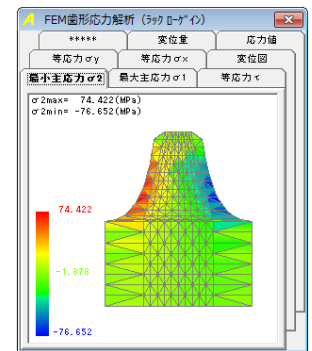 FEM歯形応力解析 (ラック ローゲイン)
***** 変位量 応力値
等応力σy 等応力σx 変位図
最小主応力σ2 最大主応力σ1 等応力τ
σ2max= 74.422(MPa)
σ2min= -76.652(MPa)
74.422
-1.878
-76.652